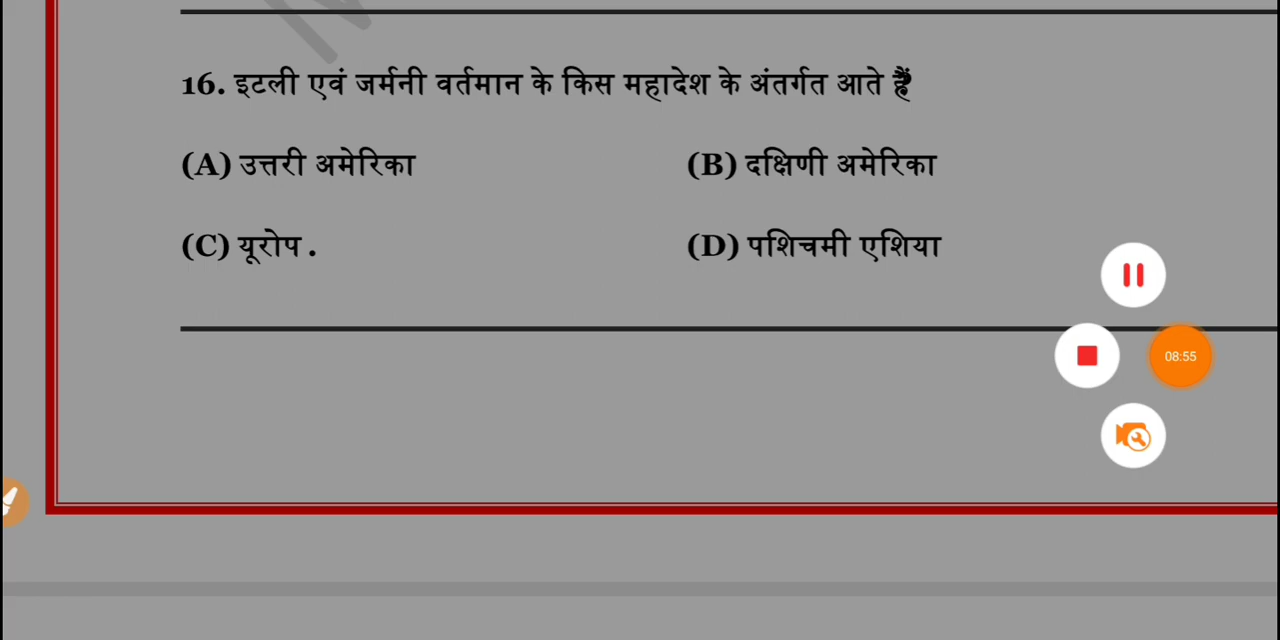 16. इटली एवं जर्मनी वर्तमान के किस महादेश के अंतर्गत आते हैं?
(A) उत्तरी अमेरिका (B) दक्षिणी अमेरिका
(C) यूरोप . (D) पश्चिमी एशिया
08:55